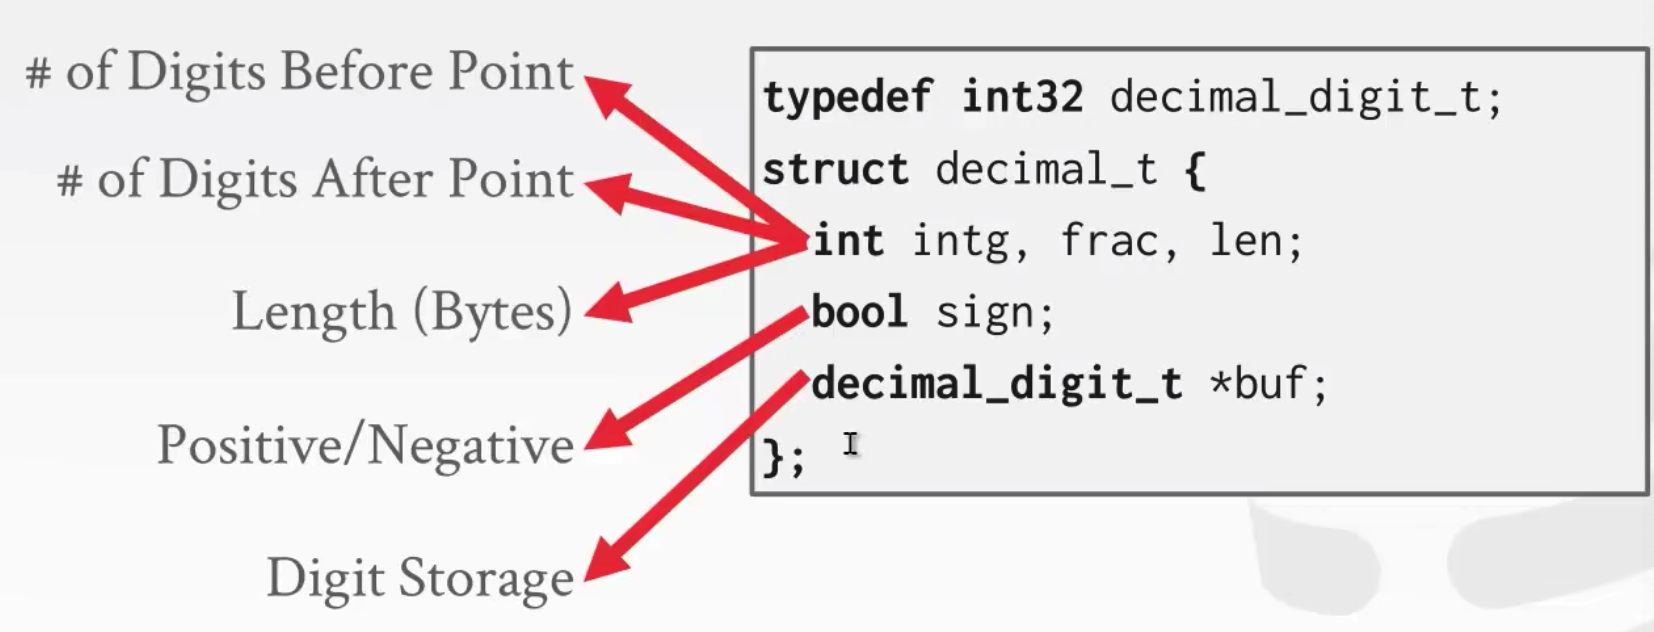 # of Digits Before Point
# of Digits After Point
Length (Bytes)
Positive/Negative
Digit Storage
typedef int32 decimal_digit_t;
struct decimal_t {
int intg, frac, len;
bool sign;
decimal_digit_t *buf;
};